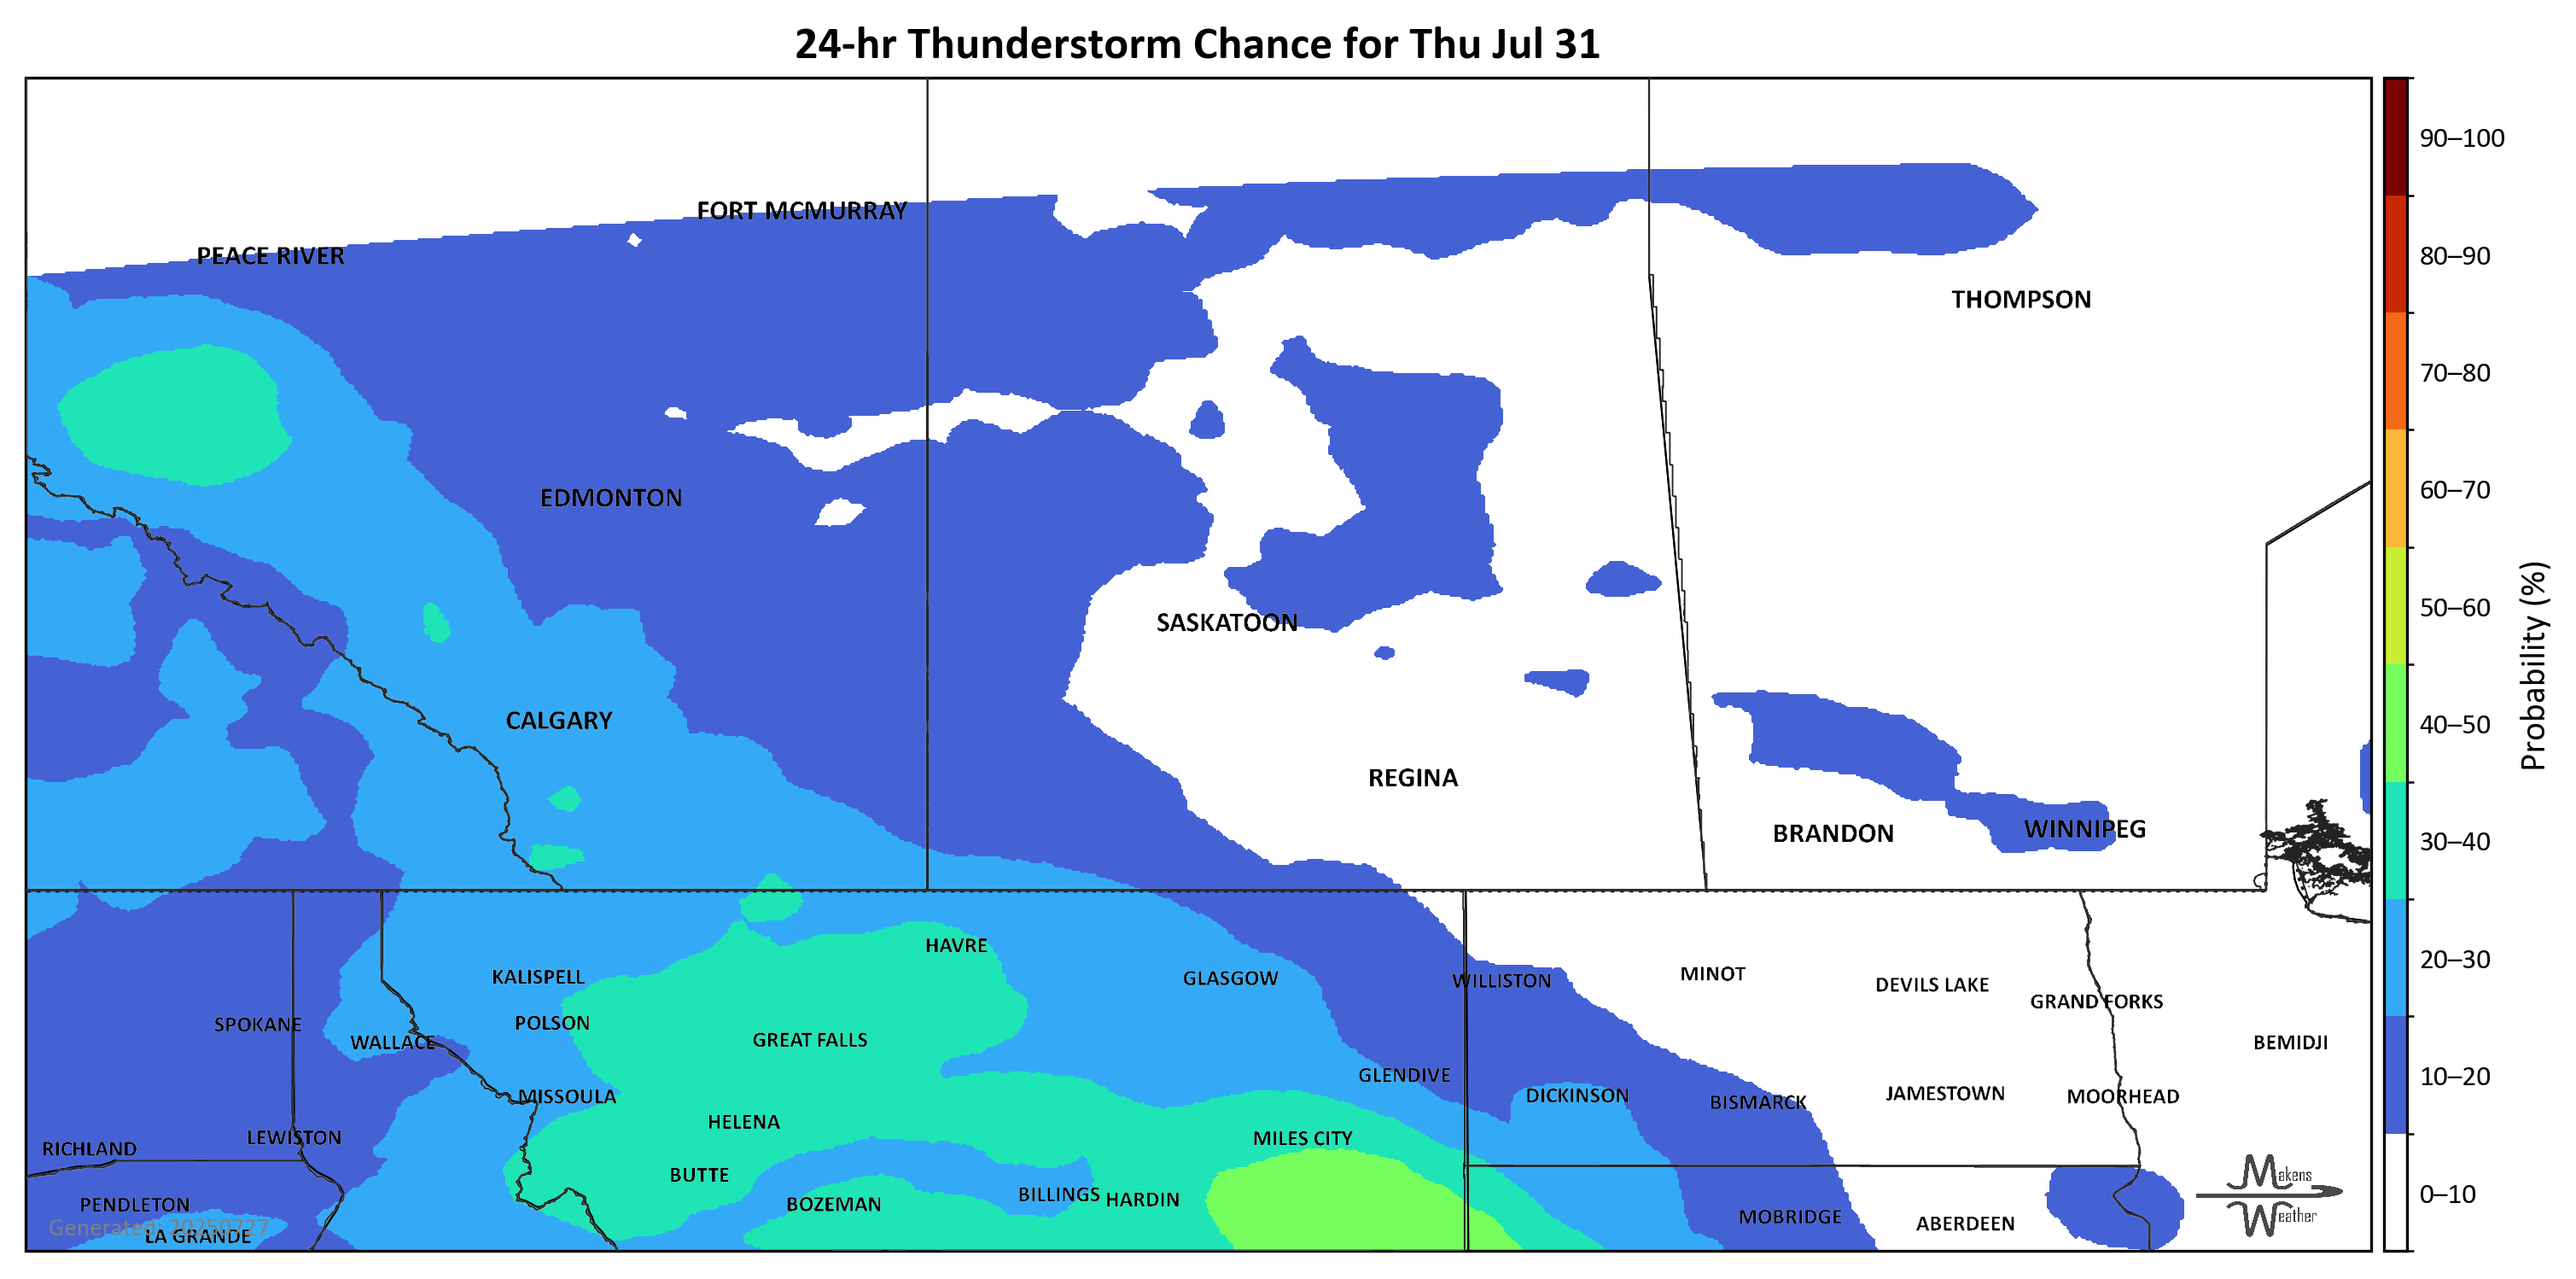 24-hr Thunderstorm Chance for Thu Jul 31
90–100
FORT MCMURRAY
PEACE RIVER
80–90
THOMPSON
70–80
60–70
EDMONTON
50–60
SASKATOON
Probability (%)
CALGARY
40–50
REGINA
BRANDON
WINNIPEG
30–40
HAVRE
20–30
KALISPELL
GLASGOW
WILLISTON
MINOT
DEVILS LAKE
GRAND FORKS
SPOKANE
POLSON
WALLACE
GREAT FALLS
BEMIDJI
GLENDIVE
10–20
MISSOULA
DICKINSON
BISMARCK
JAMESTOWN
MOORHEAD
HELENA
LEWISTON
MILES CITY
RICHLAND
BUTTE
Makens
Weather
0–10
PENDLETON
BOZEMAN
BILLINGS
HARDIN
MOBRIDGE
ABERDEEN
Generated: 20250727
LA GRANDE